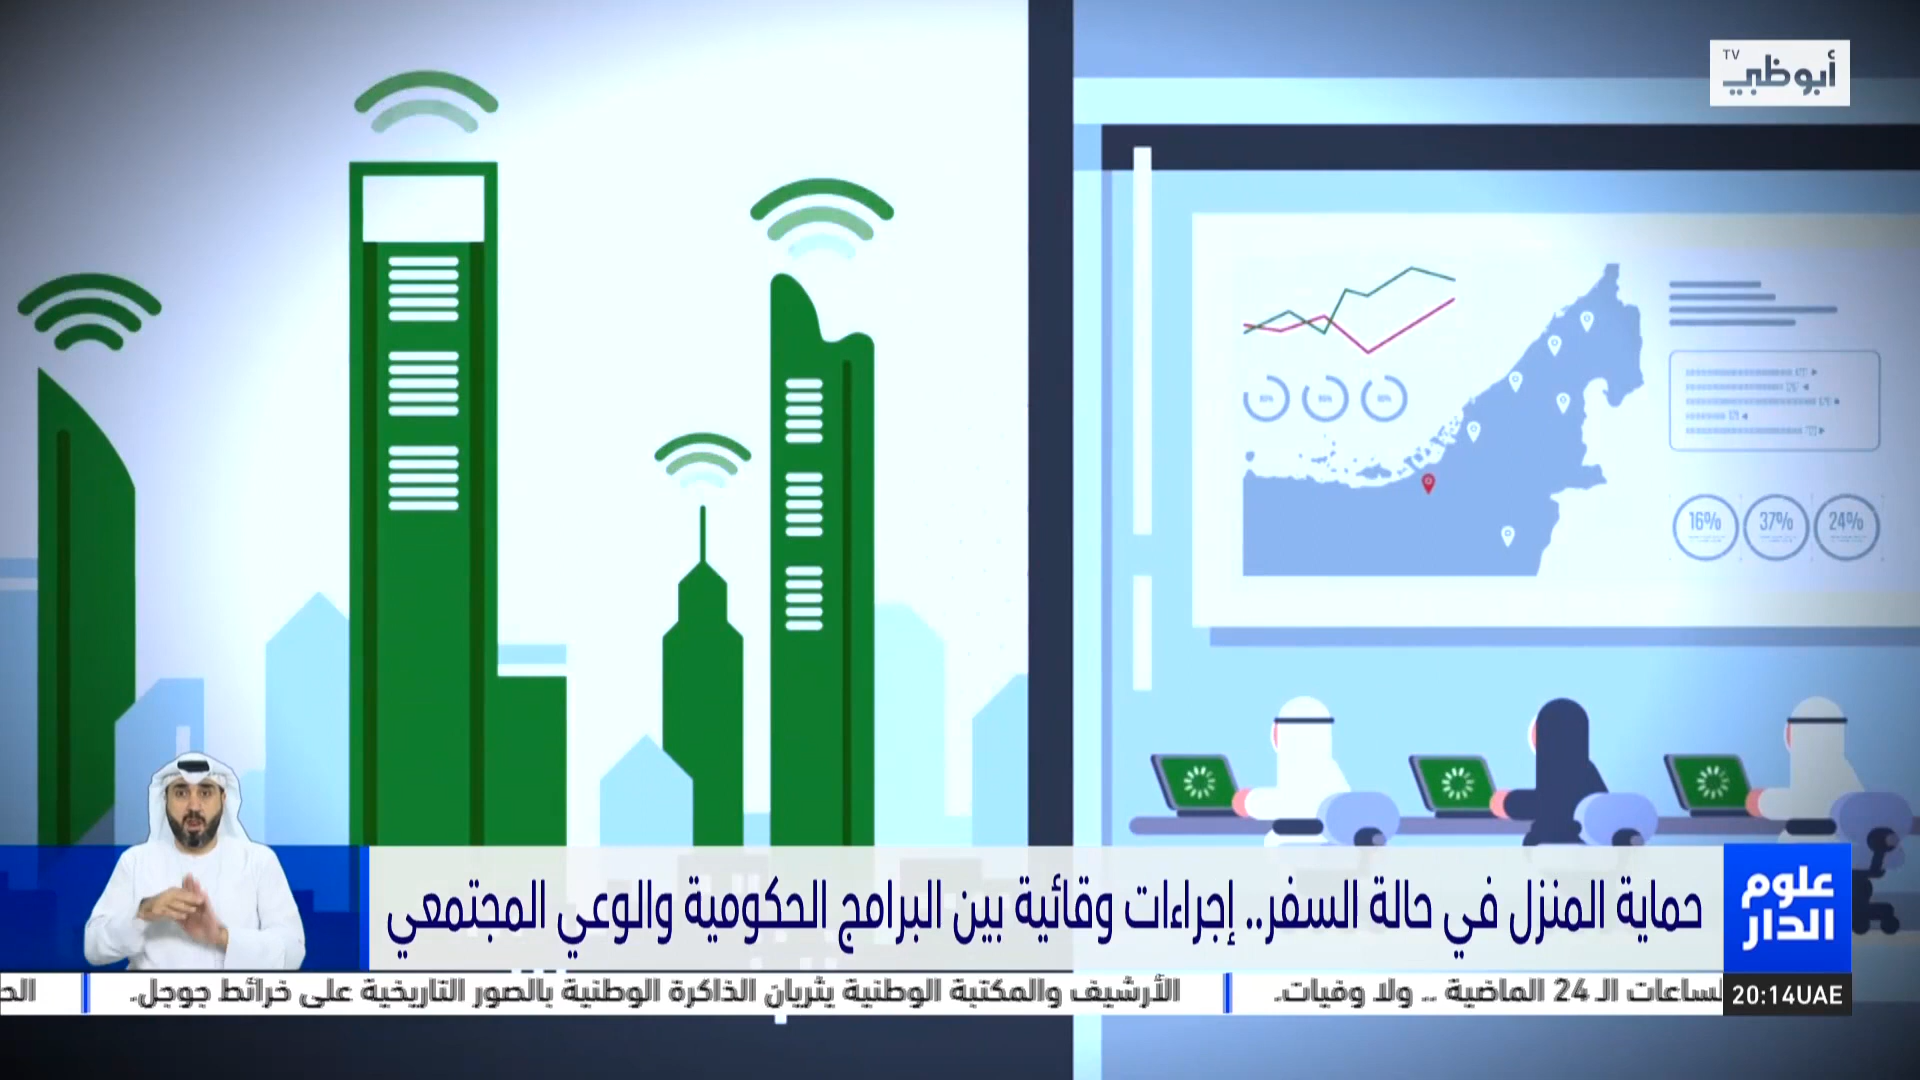 TV
أبوظبي
16%
37%
24%
علوم
الدار
حماية المنزل في حالة السفر.. إجراءات وقائية بين البرامج الحكومية والوعي المجتمعي
20:14UAE
الـ 24 الماضية .. ولا وفيات.
الأرشيف والمكتبة الوطنية يثريان الذاكرة الوطنية بالصور التاريخية على خرائط جوجل.